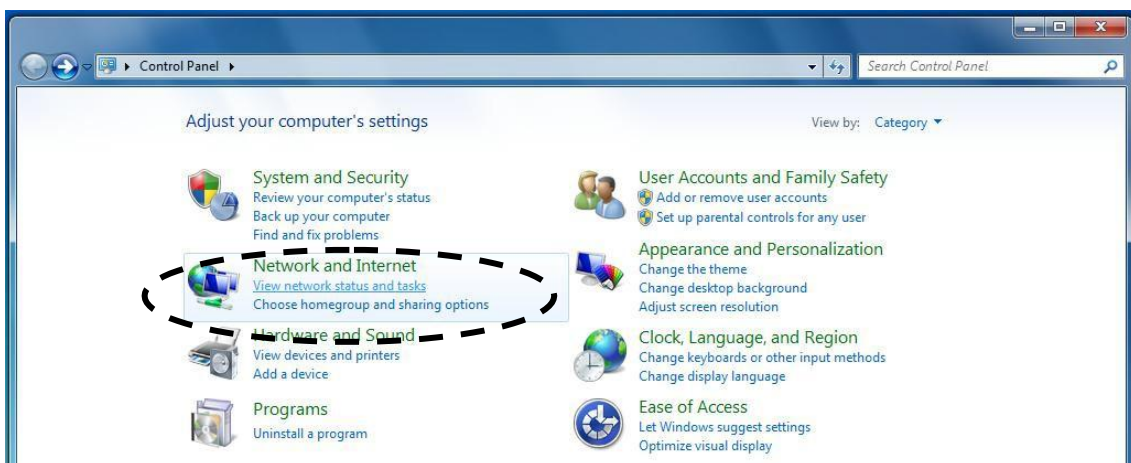 Control Panel
Search Control Panel
Adjust your computer's settings
View by: Category
System and Security
Review your computer's status
Back up your computer
Find and fix problems
Network and Internet
View network status and tasks
Choose homegroup and sharing options
Hardware and Sound
View devices and printers
Add a device
Programs
Uninstall a program
User Accounts and Family Safety
Add or remove user accounts
Set up parental controls for any user
Appearance and Personalization
Change the theme
Change desktop background
Adjust screen resolution
Clock, Language, and Region
Change keyboards or other input methods
Change display language
Ease of Access
Let Windows suggest settings
Optimize visual display